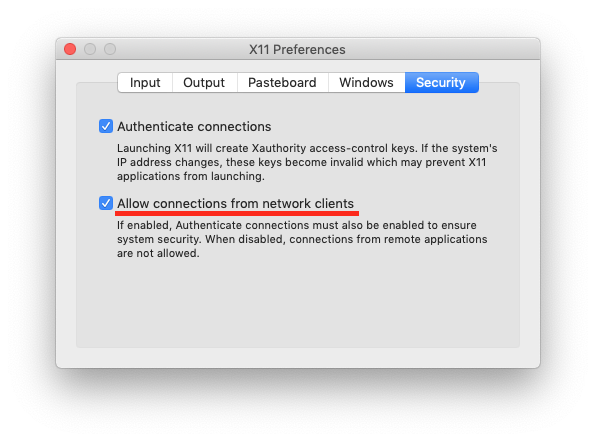 X11 Preferences
Input Output Pasteboard Windows Security
Authenticate connections
Launching X11 will create Xauthority access-control keys. If the system's
IP address changes, these keys become invalid which may prevent X11
applications from launching.
Allow connections from network clients
If enabled, Authenticate connections must also be enabled to ensure
system security. When disabled, connections from remote applications
are not allowed.